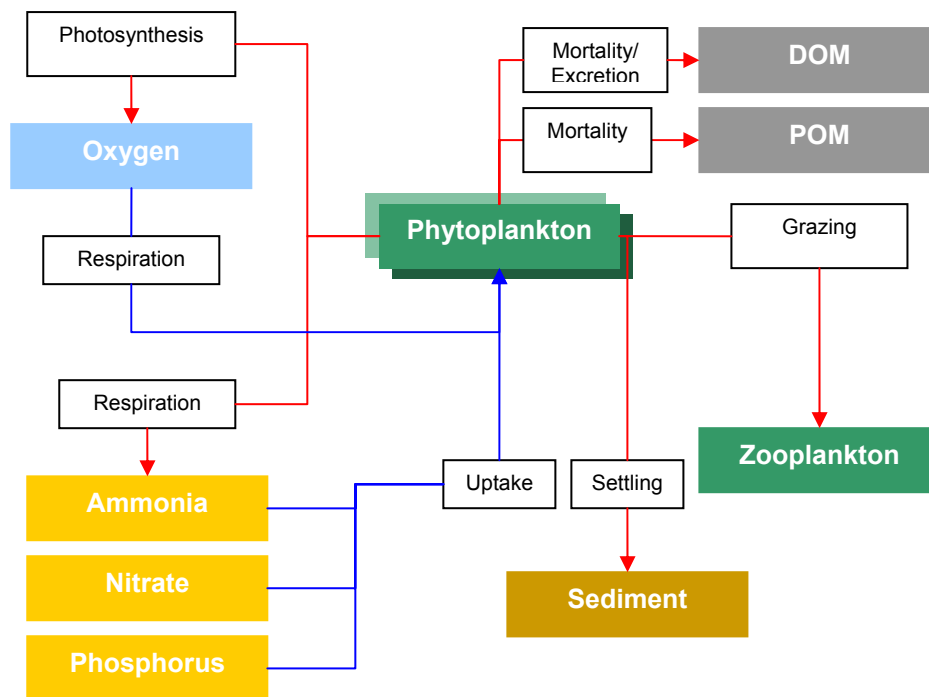 Photosynthesis
Mortality/
Excretion
DOM
Oxygen
Mortality
POM
Phytoplankton
Grazing
Respiration
Respiration
Zooplankton
Uptake
Settling
Ammonia
Nitrate
Sediment
Phosphorus